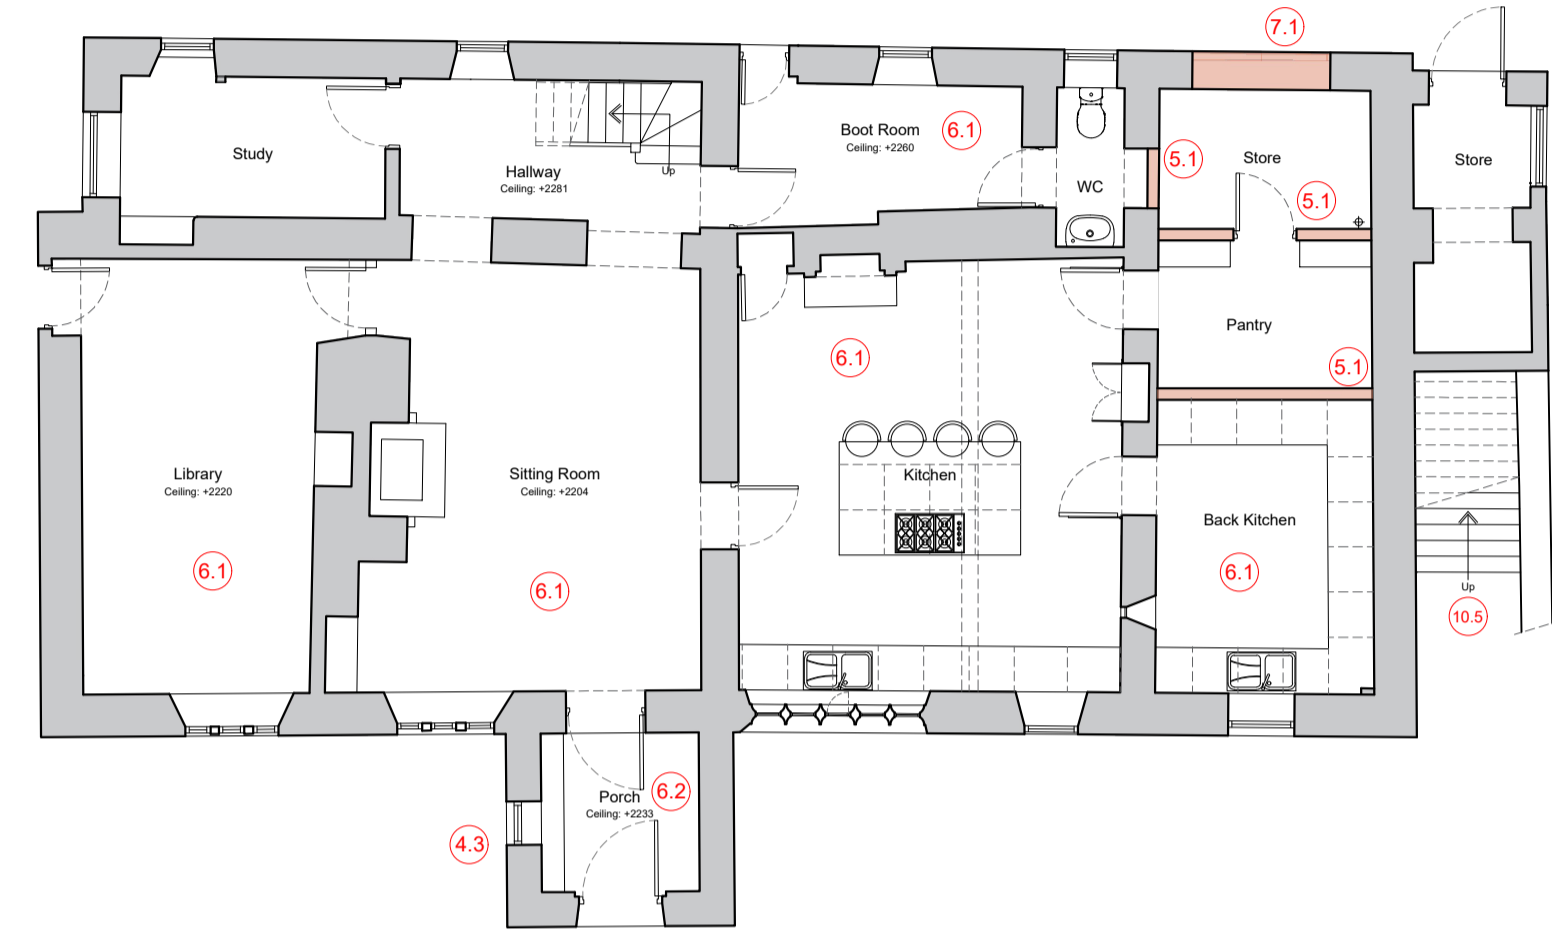 7.1
Study
Hallway
Ceiling: +2281
Up
Boot Room
Ceiling: +2260
6.1
WC
5.1
Store
5.1
Store
Pantry
5.1
6.1
Library
Ceiling: +2220
6.1
Sitting Room
Ceiling: +2204
6.1
Kitchen
Back Kitchen
6.1
Up
10.5
Porch
Ceiling: +2233
6.2
4.3